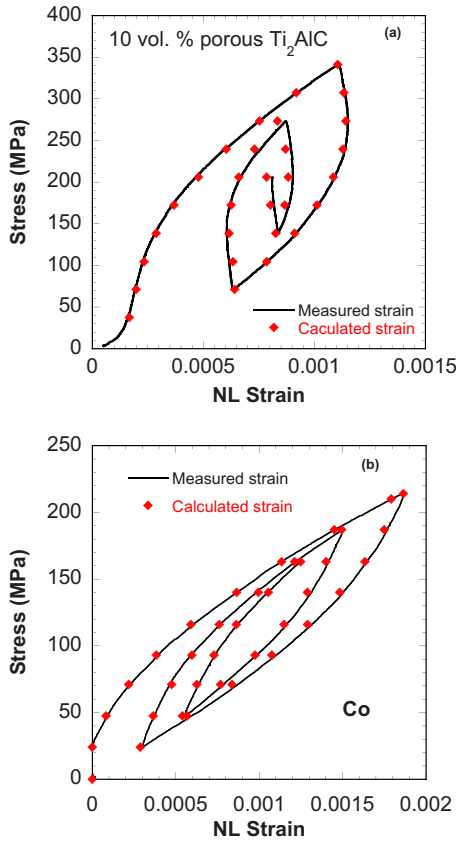 10 vol. % porous Ti₂AlC
(a)
400
350
300
250
200
150
100
50
0
Stress (MPa)
Measured strain
Caculated strain
0
0.0005
0.001
0.0015
NL Strain
250
200
150
100
50
0
Stress (MPa)
(b)
Measured strain
Calculated strain
Co
0
0.0005
0.001
0.0015
0.002
NL Strain